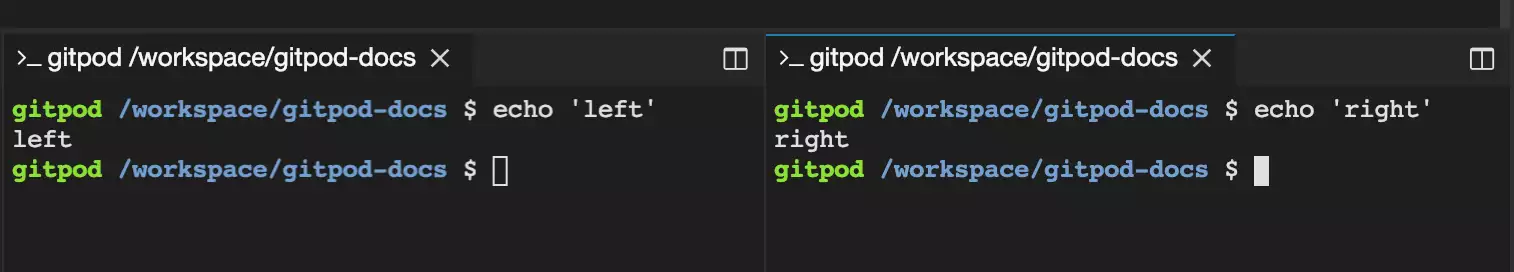 >_ gitpod /workspace/gitpod-docs
gitpod /workspace/gitpod-docs $ echo 'left'
left
gitpod /workspace/gitpod-docs $
>_ gitpod /workspace/gitpod-docs
gitpod /workspace/gitpod-docs $ echo 'right'
right
gitpod /workspace/gitpod-docs $